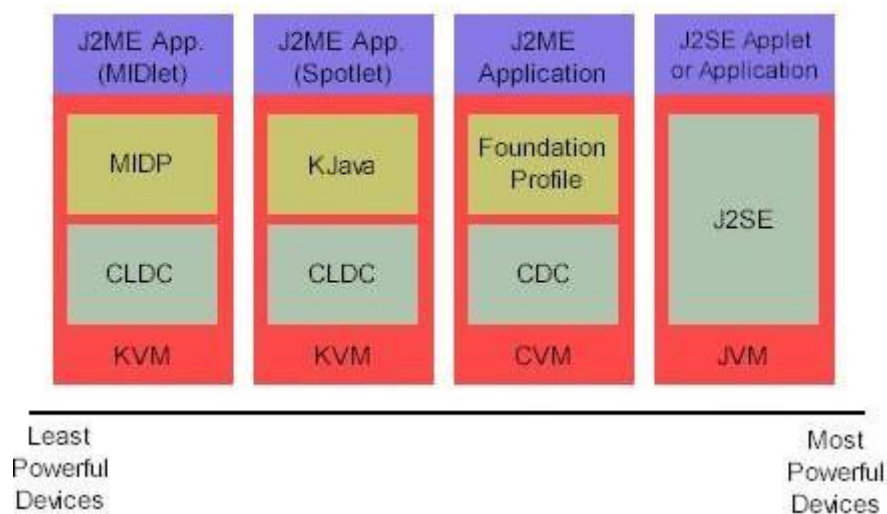 J2ME App.
(MIDlet)
MIDP
CLDC
KVM
J2ME App.
(Spotlet)
KJava
CLDC
KVM
J2ME
Application
Foundation
Profile
CDC
CVM
J2SE Applet
or Application
J2SE
JVM
Least
Powerful
Devices
Most
Powerful
Devices